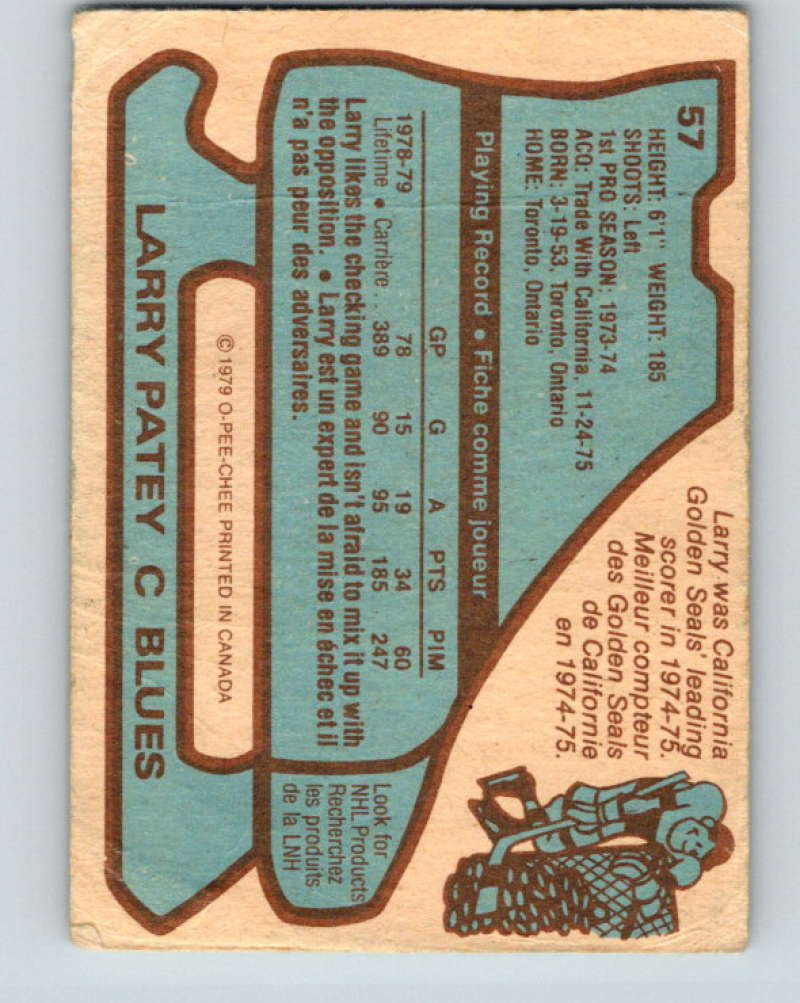 57
HEIGHT: 6'1" WEIGHT: 185
SHOOTS: Left
1st PRO SEASON: 1973-74
ACQ: Trade With California, 11-24-75
BORN: 3-19-53, Toronto, Ontario
HOME: Toronto, Ontario
Larry was California
Golden Seals' leading
scorer in 1974-75.
Meilleur compteur
des Golden Seals
de Californie
en 1974-75.
Playing Record • Fiche comme joueur
GP G A PTS PIM
1978-79 78 15 19 34 60
Lifetime • Carrière... 389 90 95 185 247
Larry likes the checking game and isn't afraid to mix it up with
the opposition. • Larry est un expert de la mise en échec et il
n'a pas peur des adversaires.
Look for
NHL Products
Recherchez
les produits
de la LNH
© 1979 O-PEE-CHEE PRINTED IN CANADA
LARRY PATEY C BLUES